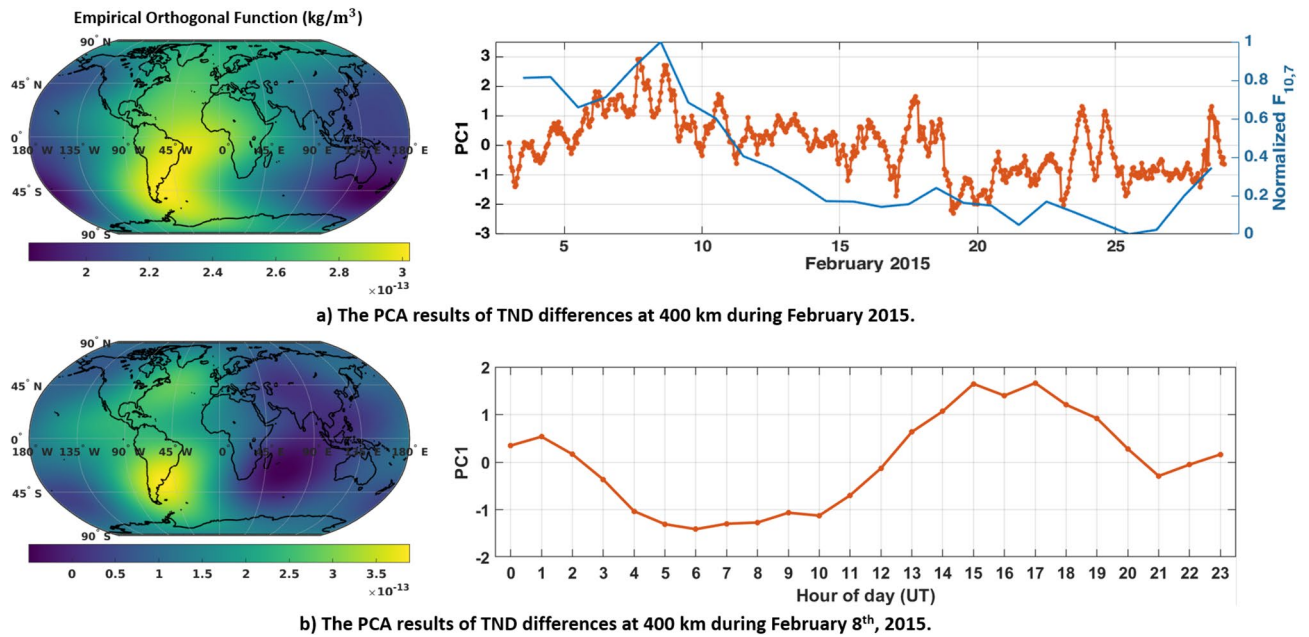 Empirical Orthogonal Function (kg/m³)
90° N
45° N
0°
180° W 135° W 90° W 45° W 0° 45° E 90° E 135° E 180° E
45° S
90° S
2 2.2 2.4 2.6 2.8 3
×10⁻¹³
3
2
1
0
-1
-2
-3
PC1
5 10 15 20 25
February 2015
1
0.8
0.6
0.4
0.2
0
Normalized F10,7
a) The PCA results of TND differences at 400 km during February 2015.
90° N
45° N
0°
180° W 135° W 90° W 45° W 0° 45° E 90° E 135° E 180° E
45° S
90° S
0 0.5 1 1.5 2 2.5 3 3.5
×10⁻¹³
2
1
0
-1
-2
PC1
0 1 2 3 4 5 6 7 8 9 10 11 12 13 14 15 16 17 18 19 20 21 22 23
Hour of day (UT)
b) The PCA results of TND differences at 400 km during February 8th, 2015.